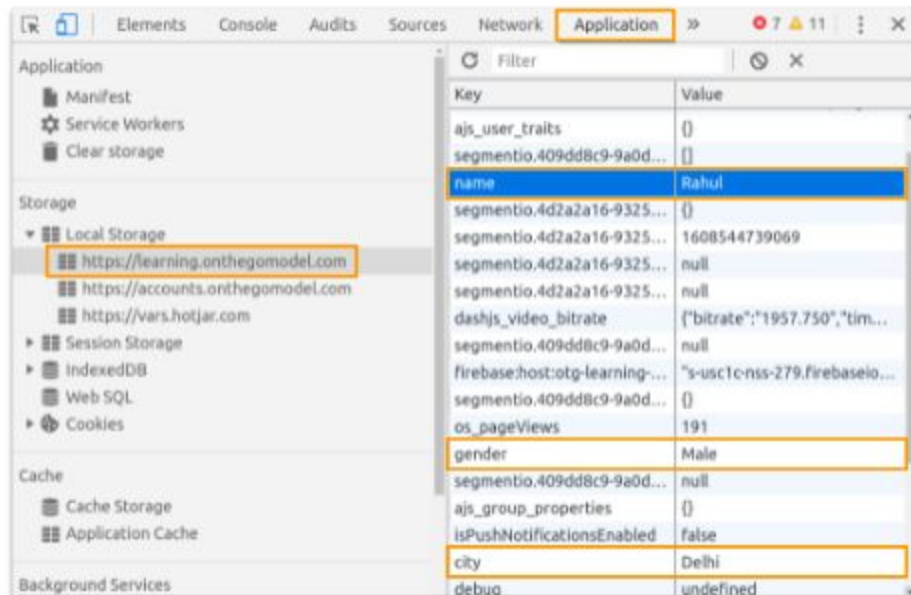 Elements Console Audits Sources Network Application » 7 11
Application
Manifest
Service Workers
Clear storage
Storage
Local Storage
https://learning.onthegomodel.com
https://accounts.onthegomodel.com
https://vars.hotjar.com
Session Storage
IndexedDB
Web SQL
Cookies
Cache
Cache Storage
Application Cache
Background Services
Filter
Key Value
ajs_user_traits {}
segmentio.409dd8c9-9a0d... []
name Rahul
segmentio.4d2a2a16-9325... {}
segmentio.4d2a2a16-9325... 1608544739069
segmentio.4d2a2a16-9325... null
segmentio.4d2a2a16-9325... null
dashjs_video_bitrate {"bitrate":"1957.750","tim...
segmentio.409dd8c9-9a0d... null
firebase:host:otg-learning-... "s-usc1c-nss-279.firebaseio...
segmentio.409dd8c9-9a0d... {}
os_pageViews 191
gender Male
segmentio.409dd8c9-9a0d... null
ajs_group_properties {}
isPushNotificationsEnabled false
city Delhi
debug undefined